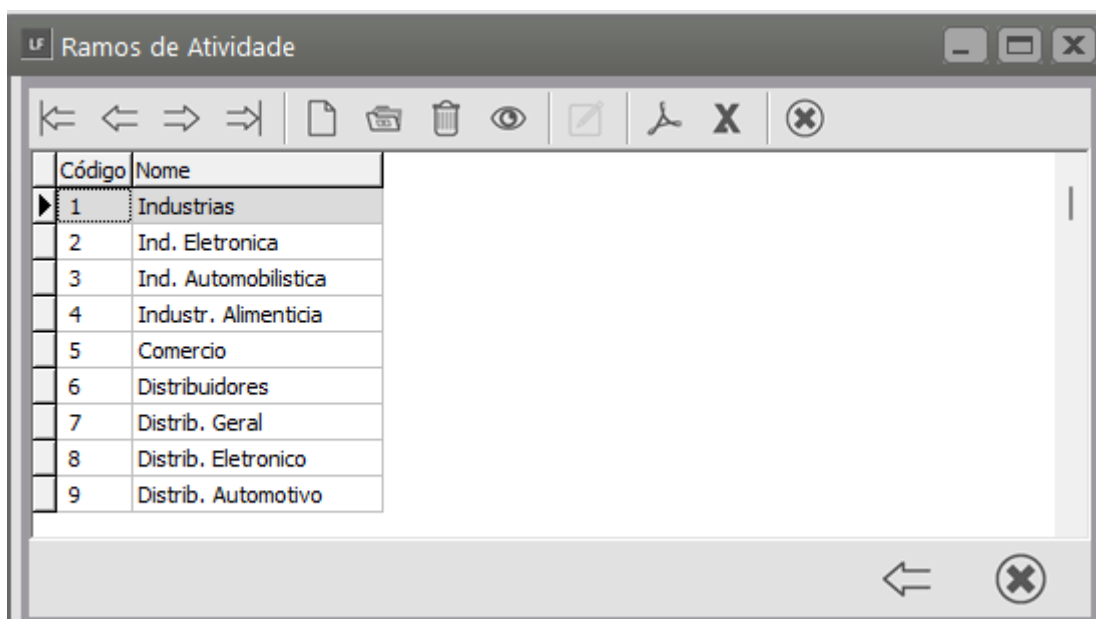 LF Ramos de Atividade
Código Nome
1 Industrias
2 Ind. Eletronica
3 Ind. Automobilistica
4 Industr. Alimenticia
5 Comercio
6 Distribuidores
7 Distrib. Geral
8 Distrib. Eletronico
9 Distrib. Automotivo